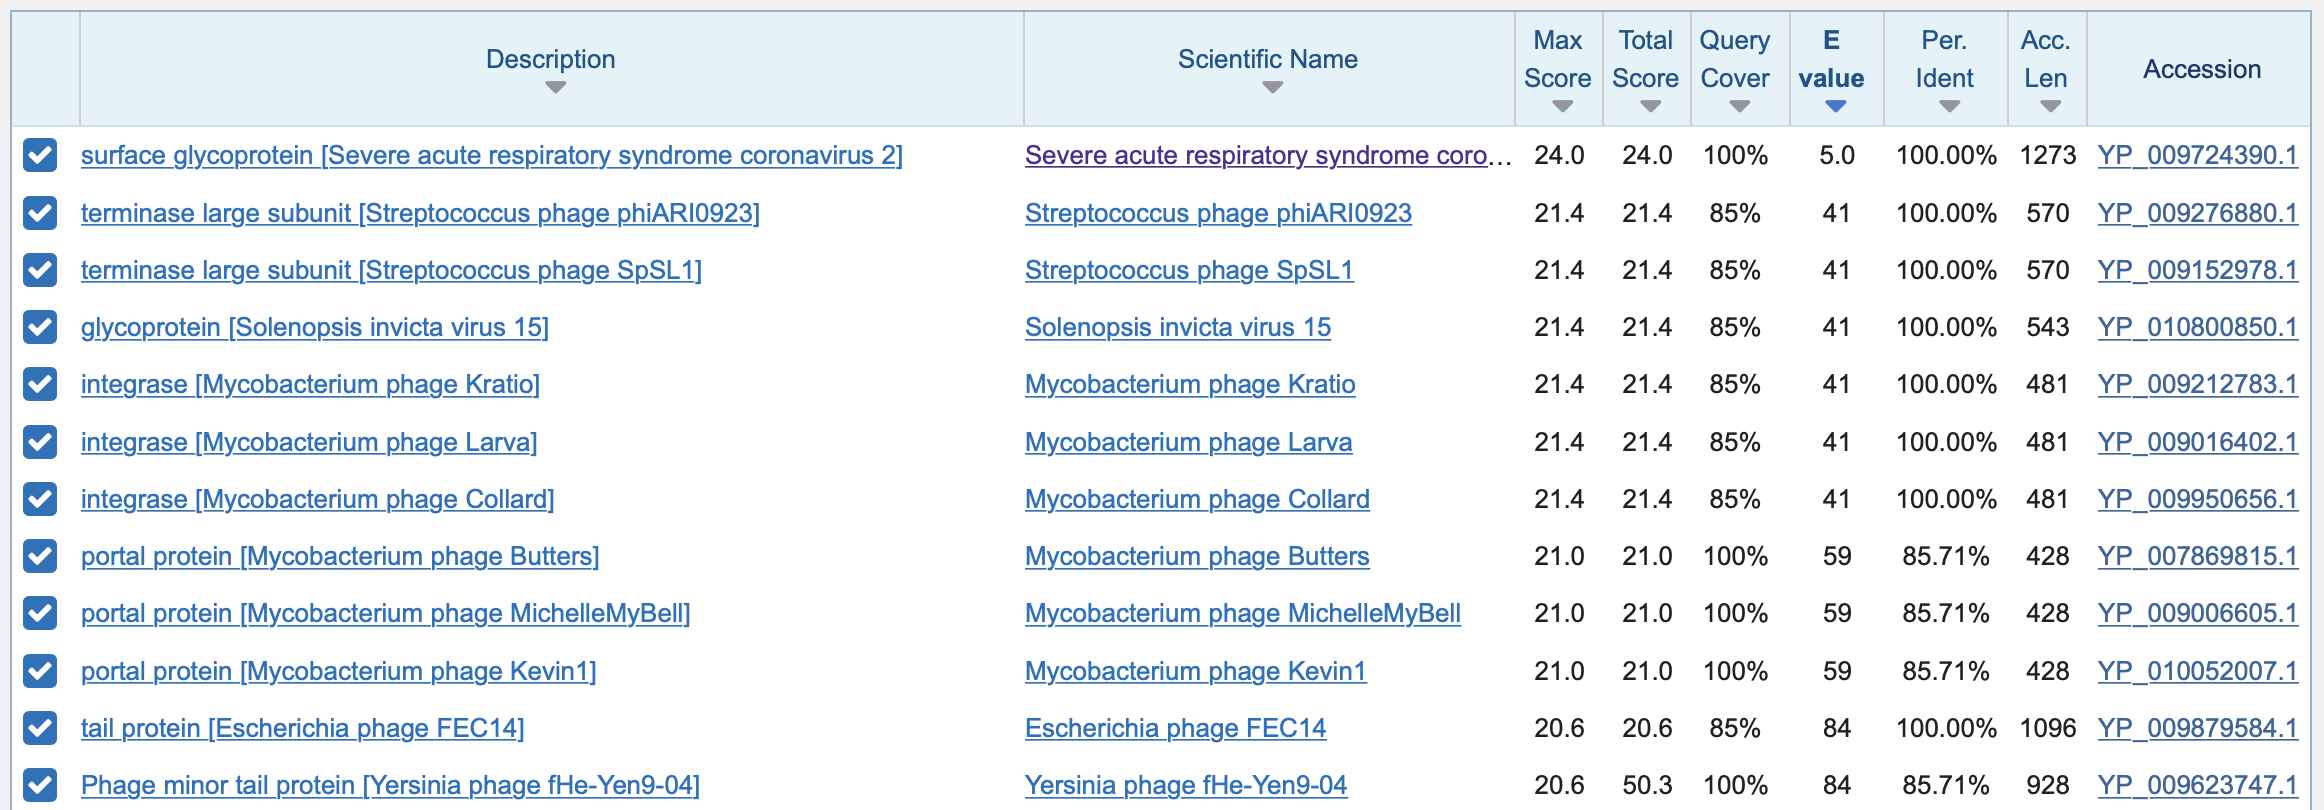 Description Scientific Name Max Score Total Score Query Cover E value Per. Ident Acc. Len Accession
surface glycoprotein [Severe acute respiratory syndrome coronavirus 2] Severe acute respiratory syndrome coro... 24.0 24.0 100% 5.0 100.00% 1273 YP_009724390.1
terminase large subunit [Streptococcus phage phiARI0923] Streptococcus phage phiARI0923 21.4 21.4 85% 41 100.00% 570 YP_009276880.1
terminase large subunit [Streptococcus phage SpSL1] Streptococcus phage SpSL1 21.4 21.4 85% 41 100.00% 570 YP_009152978.1
glycoprotein [Solenopsis invicta virus 15] Solenopsis invicta virus 15 21.4 21.4 85% 41 100.00% 543 YP_010800850.1
integrase [Mycobacterium phage Kratio] Mycobacterium phage Kratio 21.4 21.4 85% 41 100.00% 481 YP_009212783.1
integrase [Mycobacterium phage Larva] Mycobacterium phage Larva 21.4 21.4 85% 41 100.00% 481 YP_009016402.1
integrase [Mycobacterium phage Collard] Mycobacterium phage Collard 21.4 21.4 85% 41 100.00% 481 YP_009950656.1
portal protein [Mycobacterium phage Butters] Mycobacterium phage Butters 21.0 21.0 100% 59 85.71% 428 YP_007869815.1
portal protein [Mycobacterium phage MichelleMyBell] Mycobacterium phage MichelleMyBell 21.0 21.0 100% 59 85.71% 428 YP_009006605.1
portal protein [Mycobacterium phage Kevin1] Mycobacterium phage Kevin1 21.0 21.0 100% 59 85.71% 428 YP_010052007.1
tail protein [Escherichia phage FEC14] Escherichia phage FEC14 20.6 20.6 85% 84 100.00% 1096 YP_009879584.1
Phage minor tail protein [Yersinia phage fHe-Yen9-04] Yersinia phage fHe-Yen9-04 20.6 50.3 100% 84 85.71% 928 YP_009623747.1